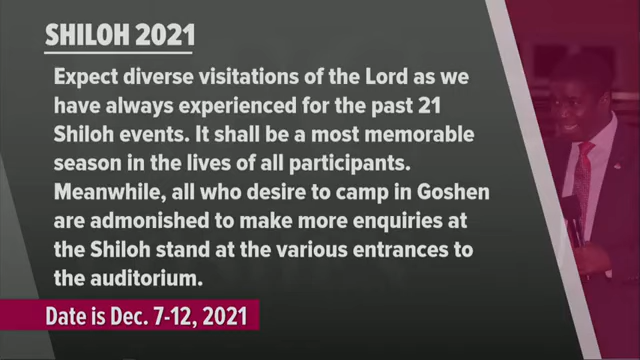 SHILOH 2021
Expect diverse visitations of the Lord as we
have always experienced for the past 21
Shiloh events. It shall be a most memorable
season in the lives of all participants.
Meanwhile, all who desire to camp in Goshen
are admonished to make more enquiries at
the Shiloh stand at the various entrances to
the auditorium.
Date is Dec. 7-12, 2021